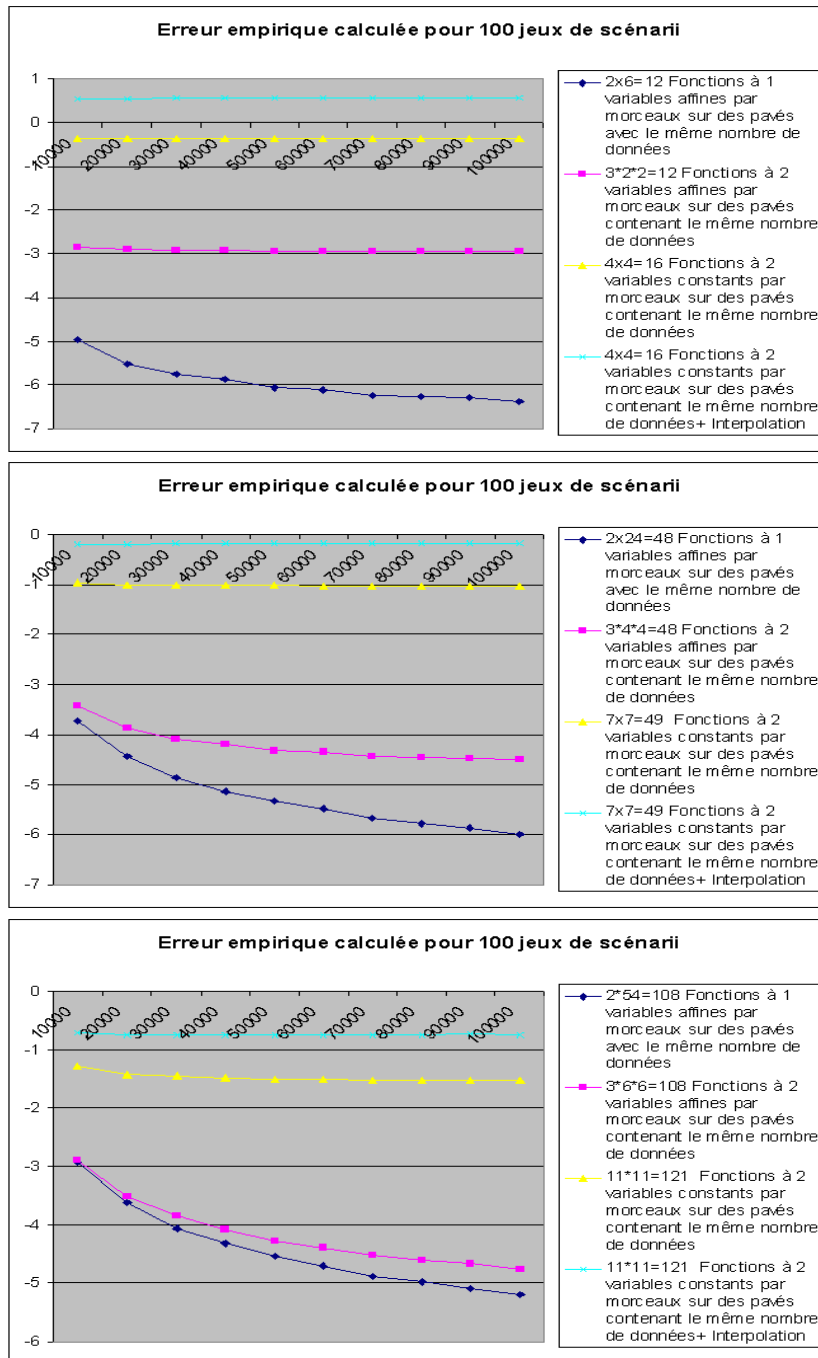 Erreur empirique calculée pour 100 jeux de scénarii
1
0
-1
-2
-3
-4
-5
-6
-7
10000
20000
30000
40000
50000
60000
70000
80000
90000
100000
2x6=12 Fonctions à 1
variables affines par
morceaux sur des pavés
avec le même nombre de
données
3*2*2=12 Fonctions à 2
variables affines par
morceaux sur des pavés
contenant le même nombre
de données
4x4=16 Fonctions à 2
variables constants par
morceaux sur des pavés
contenant le même nombre
de données
4x4=16 Fonctions à 2
variables constants par
morceaux sur des pavés
contenant le même nombre
de données+ Interpolation
Erreur empirique calculée pour 100 jeux de scénarii
0
-1
-2
-3
-4
-5
-6
-7
10000
20000
30000
40000
50000
60000
70000
80000
90000
100000
2x24=48 Fonctions à 1
variables affines par
morceaux sur des pavés
avec le même nombre de
données
3*4*4=48 Fonctions à 2
variables affines par
morceaux sur des pavés
contenant le même nombre
de données
7x7=49 Fonctions à 2
variables constants par
morceaux sur des pavés
contenant le même nombre
de données
7x7=49 Fonctions à 2
variables constants par
morceaux sur des pavés
contenant le même nombre
de données+ Interpolation
Erreur empirique calculée pour 100 jeux de scénarii
0
-1
-2
-3
-4
-5
-6
10000
20000
30000
40000
50000
60000
70000
80000
90000
100000
2*54=108 Fonctions à 1
variables affines par
morceaux sur des pavés
avec le même nombre de
données
3*6*6=108 Fonctions à 2
variables affines par
morceaux sur des pavés
contenant le même nombre
de données
11*11=121 Fonctions à 2
variables constants par
morceaux sur des pavés
contenant le même nombre
de données
11*11=121 Fonctions à 2
variables constants par
morceaux sur des pavés
contenant le même nombre
de données+ Interpolation